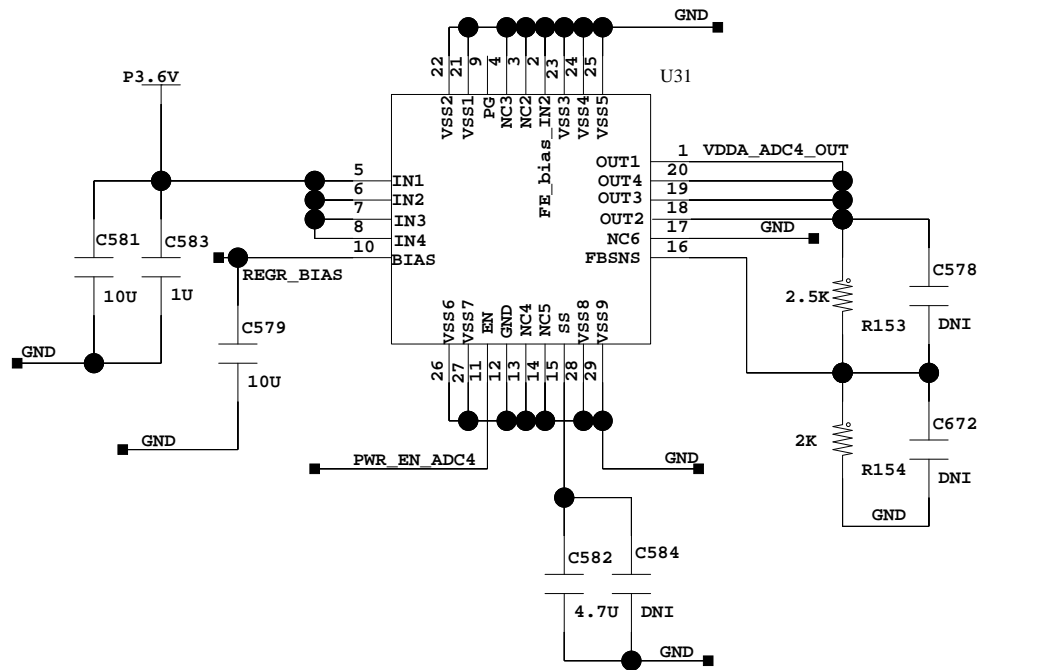 GND
U31
22
21
9
4
3
2
23
24
25
P3.6V
VSS2
VSS1
PG
NC3
NC2
FE_bias_IN2
VSS3
VSS4
VSS5
OUT1 1 VDDA_ADC4_OUT
5 IN1
OUT4 20
6 IN2
OUT3 19
7 IN3
OUT2 18
8 IN4
NC6 17 GND
10 BIAS
FBSNS 16
C581
C583
10U
1U
REGR_BIAS
C578
2.5K
R153
DNI
C579
10U
GND
VSS6
VSS7
EN
GND
NC4
NC5
SS
VSS8
VSS9
26
27
11
12
13
14
15
28
29
C672
GND
2K
R154
DNI
PWR_EN_ADC4
GND
GND
C582
C584
4.7U
DNI
GND